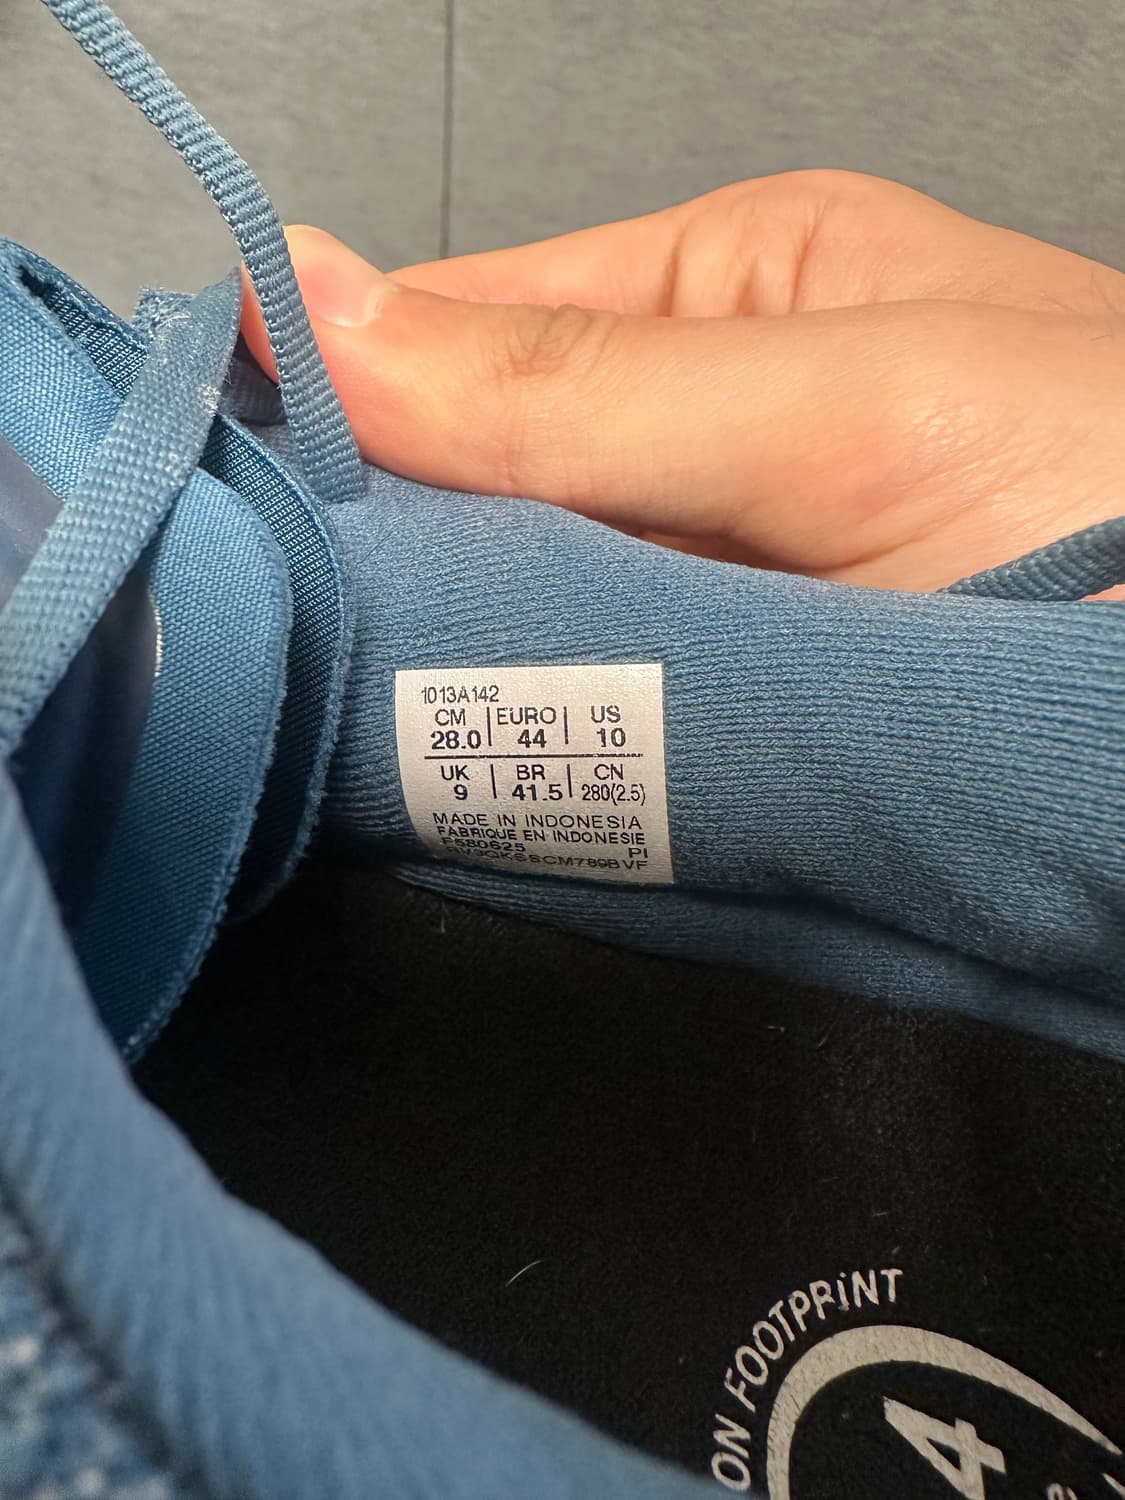 1013A142
CM EURO US
28.0 44 10
UK BR CN
9 41.5 280(2.5)
MADE IN INDONESIA
FABRIQUE EN INDONESIE
F580625 PI
ON FOOTPRiNT
4